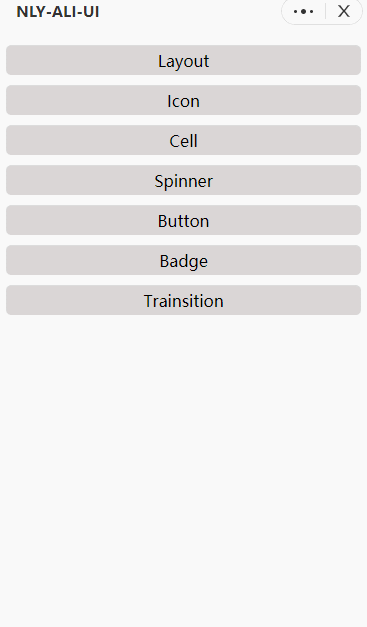 NLY-ALI-UI
Layout
Icon
Cell
Spinner
Button
Badge
Trainsition